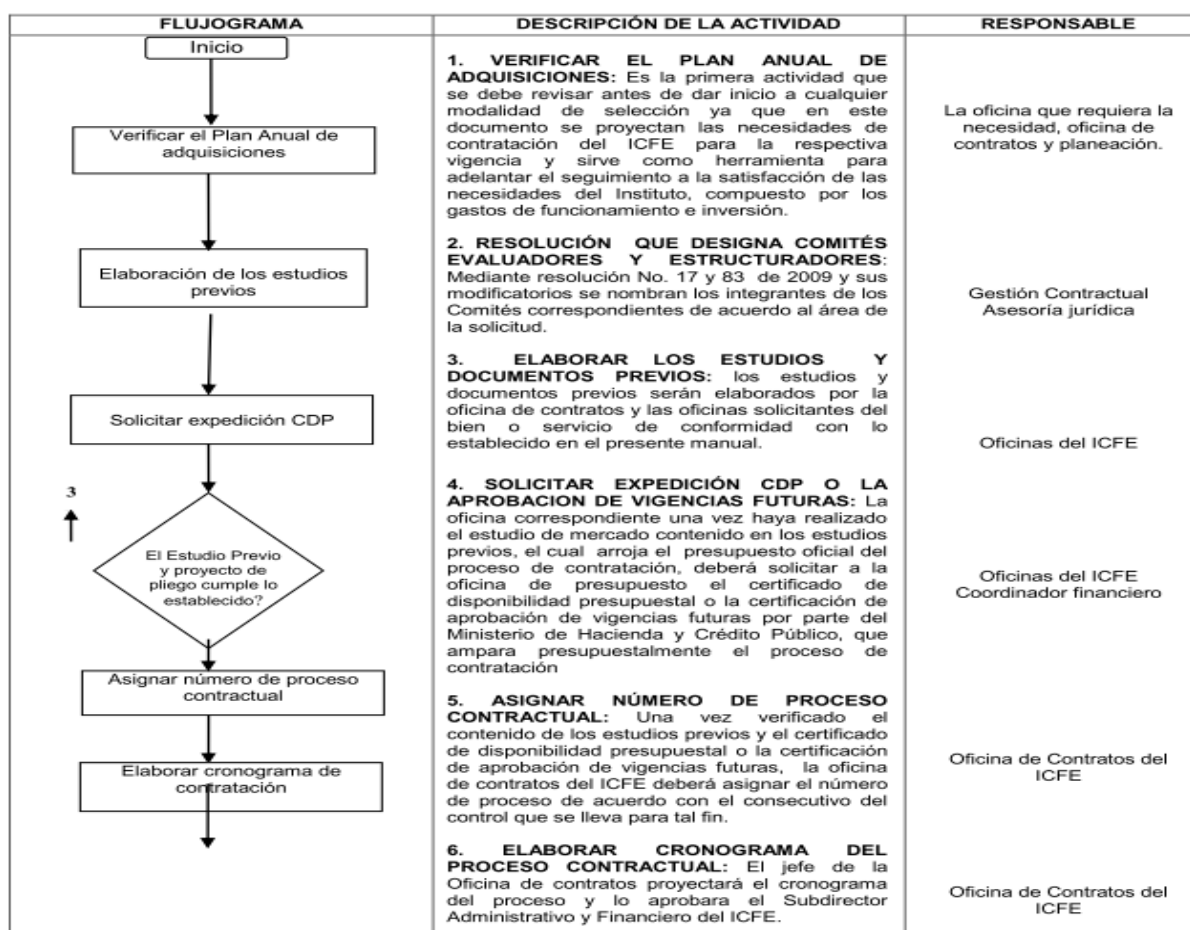 FLUJOGRAMA
DESCRIPCIÓN DE LA ACTIVIDAD
RESPONSABLE
Inicio
Verificar el Plan Anual de
adquisiciones
Elaboración de los estudios
previos
Solicitar expedición CDP
3
El Estudio Previo
y proyecto de
pliego cumple lo
establecido?
Asignar número de proceso
contractual
Elaborar cronograma de
contratación
1. VERIFICAR EL PLAN ANUAL DE
ADQUISICIONES: Es la primera actividad que
se debe revisar antes de dar inicio a cualquier
modalidad de selección ya que en este
documento se proyectan las necesidades de
contratación del ICFE para la respectiva
vigencia y sirve como herramienta para
adelantar el seguimiento a la satisfacción de las
necesidades del Instituto, compuesto por los
gastos de funcionamiento e inversión.
2. RESOLUCIÓN QUE DESIGNA COMITÉS
EVALUADORES Y ESTRUCTURADORES:
Mediante resolución No. 17 y 83 de 2009 y sus
modificatorios se nombran los integrantes de los
Comités correspondientes de acuerdo al área de
la solicitud.
3. ELABORAR LOS ESTUDIOS Y
DOCUMENTOS PREVIOS: los estudios y
documentos previos serán elaborados por la
oficina de contratos y las oficinas solicitantes del
bien o servicio de conformidad con lo
establecido en el presente manual.
4. SOLICITAR EXPEDICIÓN CDP O LA
APROBACION DE VIGENCIAS FUTURAS: La
oficina correspondiente una vez haya realizado
el estudio de mercado contenido en los estudios
previos, el cual arroja el presupuesto oficial del
proceso de contratación, deberá solicitar a la
oficina de presupuesto el certificado de
disponibilidad presupuestal o la certificación de
aprobación de vigencias futuras por parte del
Ministerio de Hacienda y Crédito Público, que
ampara presupuestalmente el proceso de
contratación
5. ASIGNAR NÚMERO DE PROCESO
CONTRACTUAL: Una vez verificado el
contenido de los estudios previos y el certificado
de disponibilidad presupuestal o la certificación
de aprobación de vigencias futuras, la oficina
de contratos del ICFE deberá asignar el número
de proceso de acuerdo con el consecutivo del
control que se lleva para tal fin.
6. ELABORAR CRONOGRAMA DEL
PROCESO CONTRACTUAL: El jefe de la
Oficina de contratos proyectará el cronograma
del proceso y lo aprobara el Subdirector
Administrativo y Financiero del ICFE.
La oficina que requiera la
necesidad, oficina de
contratos y planeación.
Gestión Contractual
Asesoría jurídica
Oficinas del ICFE
Oficinas del ICFE
Coordinador financiero
Oficina de Contratos del
ICFE
Oficina de Contratos del
ICFE